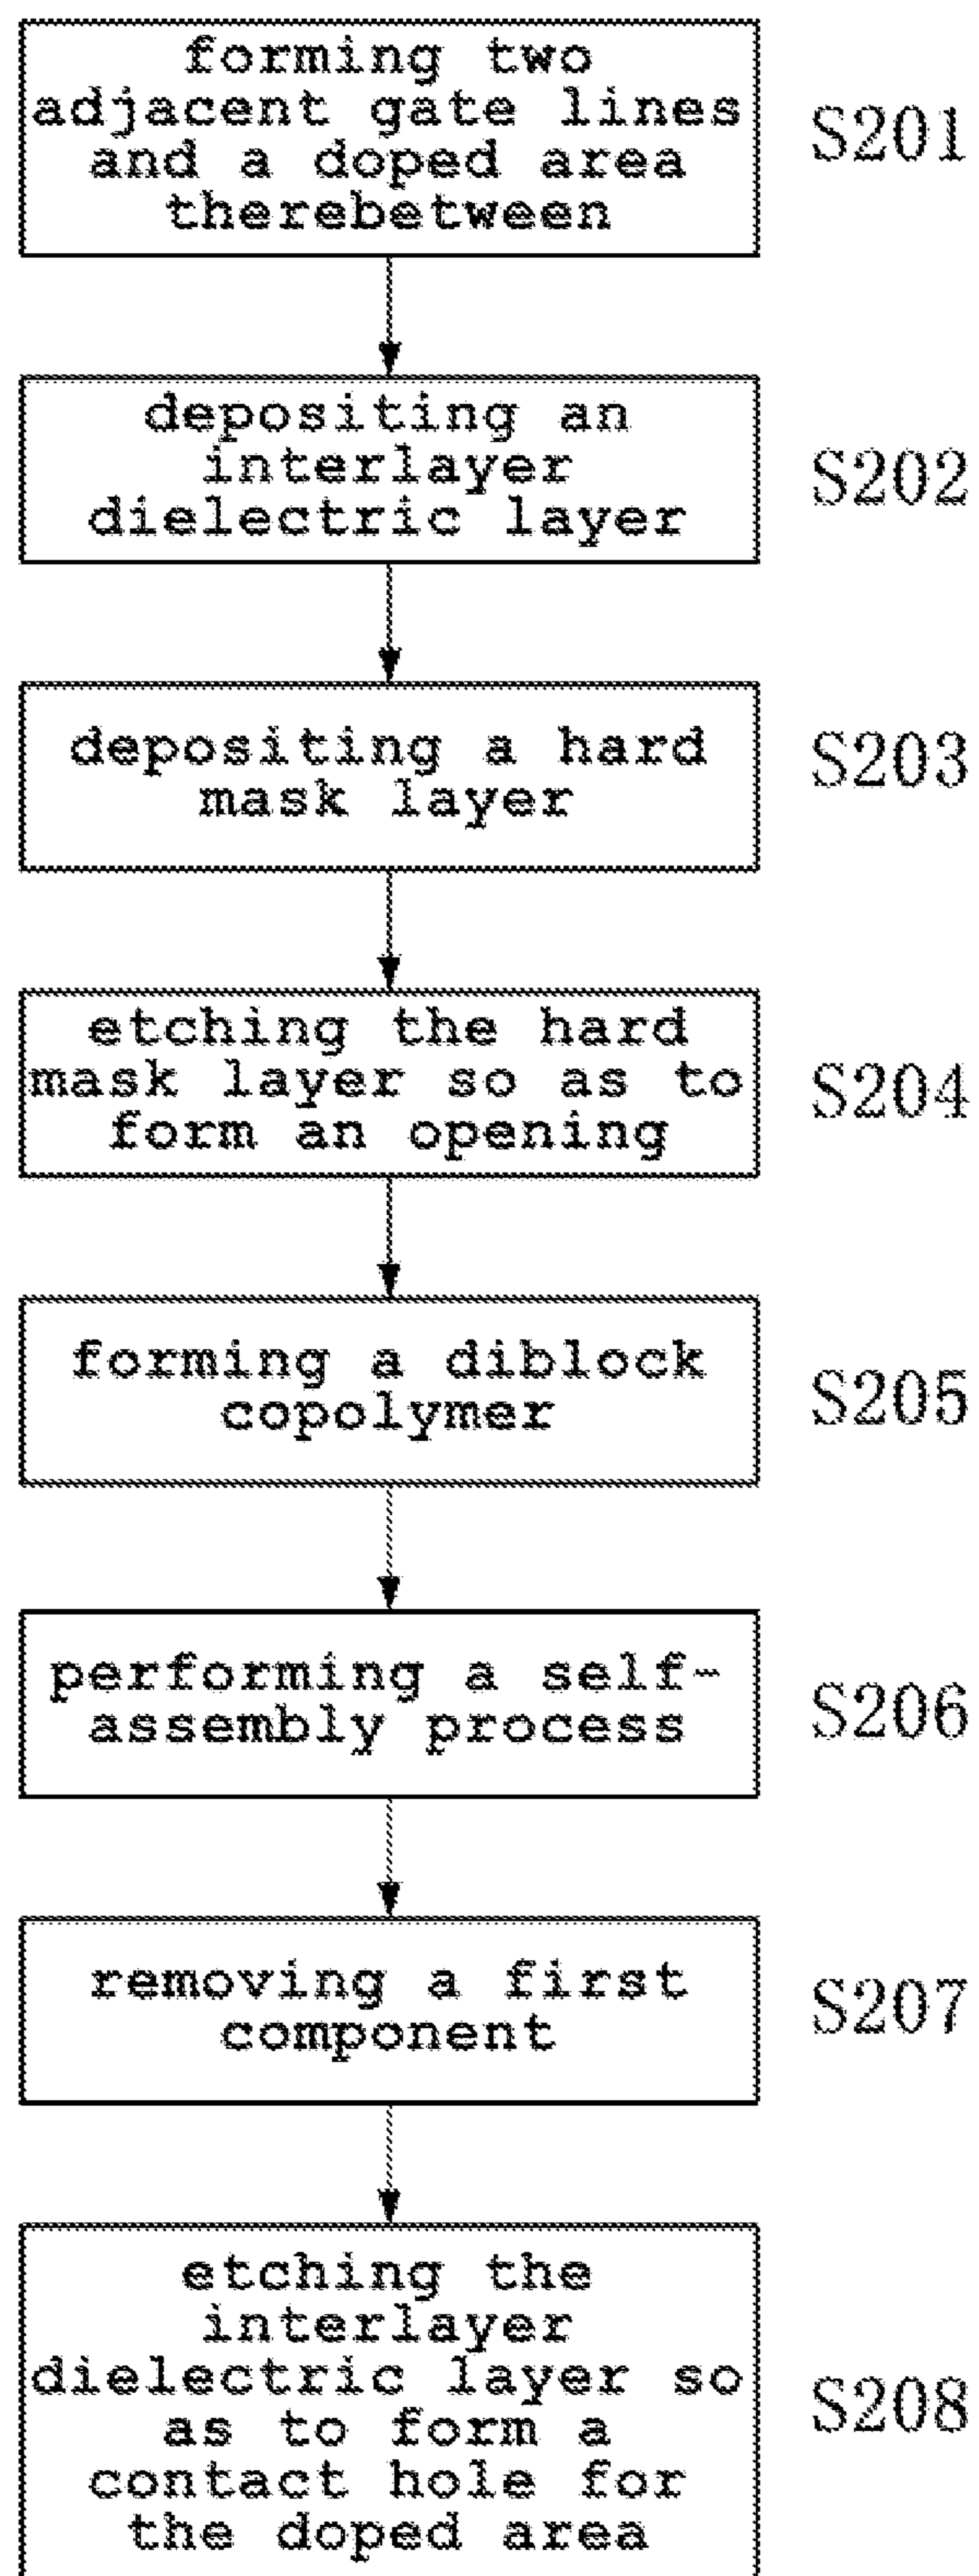 forming two
adjacent gate lines
and a doped area
therebetween
S201
depositing an
interlayer
dielectric layer
S202
depositing a hard
mask layer
S203
etching the hard
mask layer so as to
form an opening
S204
forming a diblock
copolymer
S205
performing a self-
assembly process
S206
removing a first
component
S207
etching the
interlayer
dielectric layer so
as to form a
contact hole for
the doped area
S208